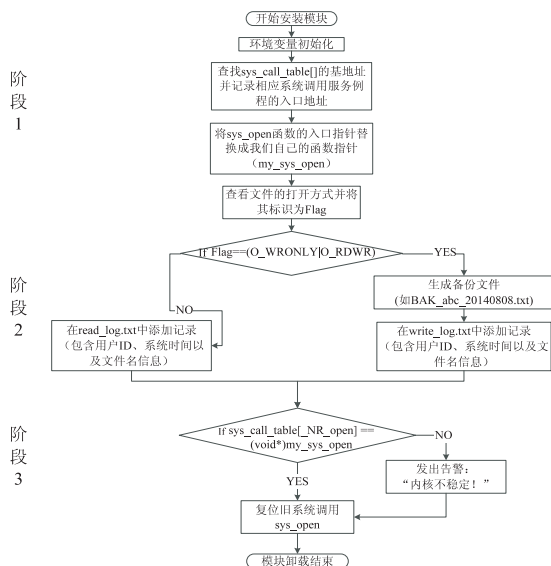 开始安装模块
环境变量初始化
查找sys_call_table[]的基地址
并记录相应系统调用服务例
程的入口地址
阶
段
1
将sys_open函数的入口指针替
换成我们自己的函数指针
(my_sys_open)
查看文件的打开方式并将
其标识为Flag
If Flag==(O_WRONLY|O_RDWR)
YES
NO
阶
段
2
生成备份文件
(如BAK_abc_20140808.txt)
在read_log.txt中添加记录
(包含用户ID、系统时间以
及文件名信息)
在write_log.txt中添加记录
(包含用户ID、系统时间以及文
件名信息)
阶
段
3
If sys_call_table[_NR_open] ==
(void*)my_sys_open
NO
YES
发出告警:
“内核不稳定!”
复位旧系统调用
sys_open
模块卸载结束